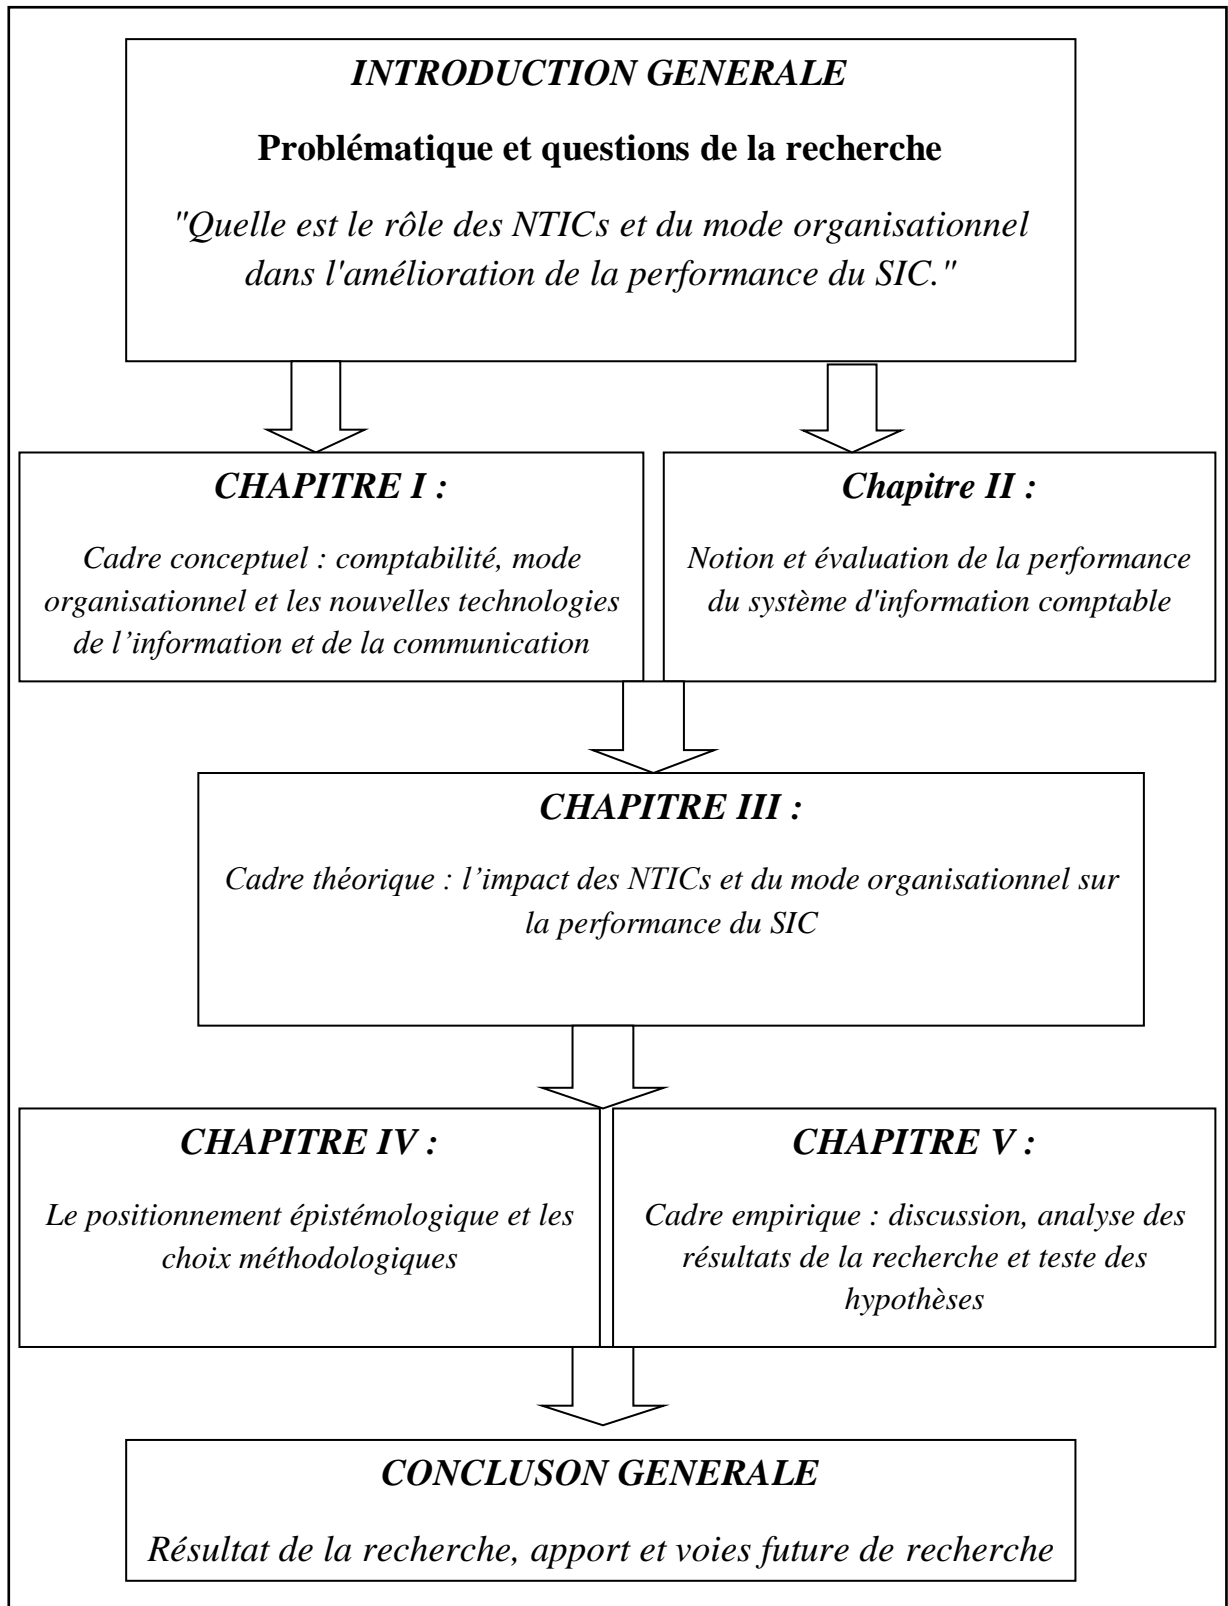 INTRODUCTION GENERALE
Problématique et questions de la recherche
"Quelle est le rôle des NTICs et du mode organisationnel
dans l'amélioration de la performance du SIC."
CHAPITRE I :
Cadre conceptuel : comptabilité, mode
organisationnel et les nouvelles technologies
de l’information et de la communication
Chapitre II :
Notion et évaluation de la performance
du système d'information comptable
CHAPITRE III :
Cadre théorique : l’impact des NTICs et du mode organisationnel sur
la performance du SIC
CHAPITRE IV :
Le positionnement épistémologique et les
choix méthodologiques
CHAPITRE V :
Cadre empirique : discussion, analyse des
résultats de la recherche et teste des
hypothèses
CONCLUSON GENERALE
Résultat de la recherche, apport et voies future de recherche